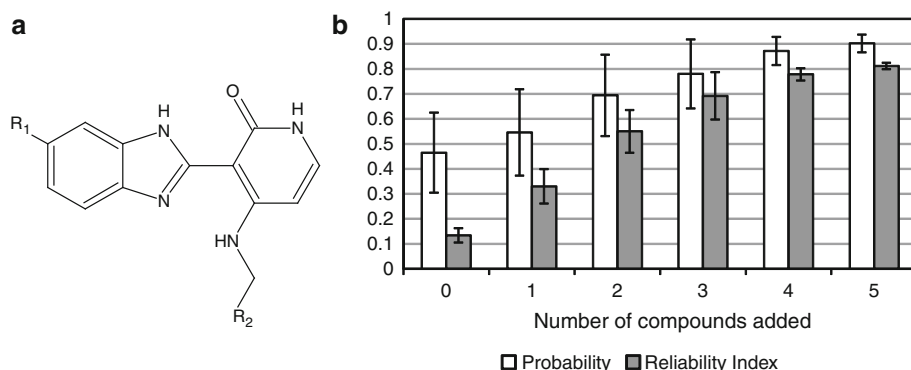 a
R1
H
N
N
O
H
N
HN
R2
b
1
0.9
0.8
0.7
0.6
0.5
0.4
0.3
0.2
0.1
0
0 1 2 3 4 5
Number of compounds added
Probability Reliability Index